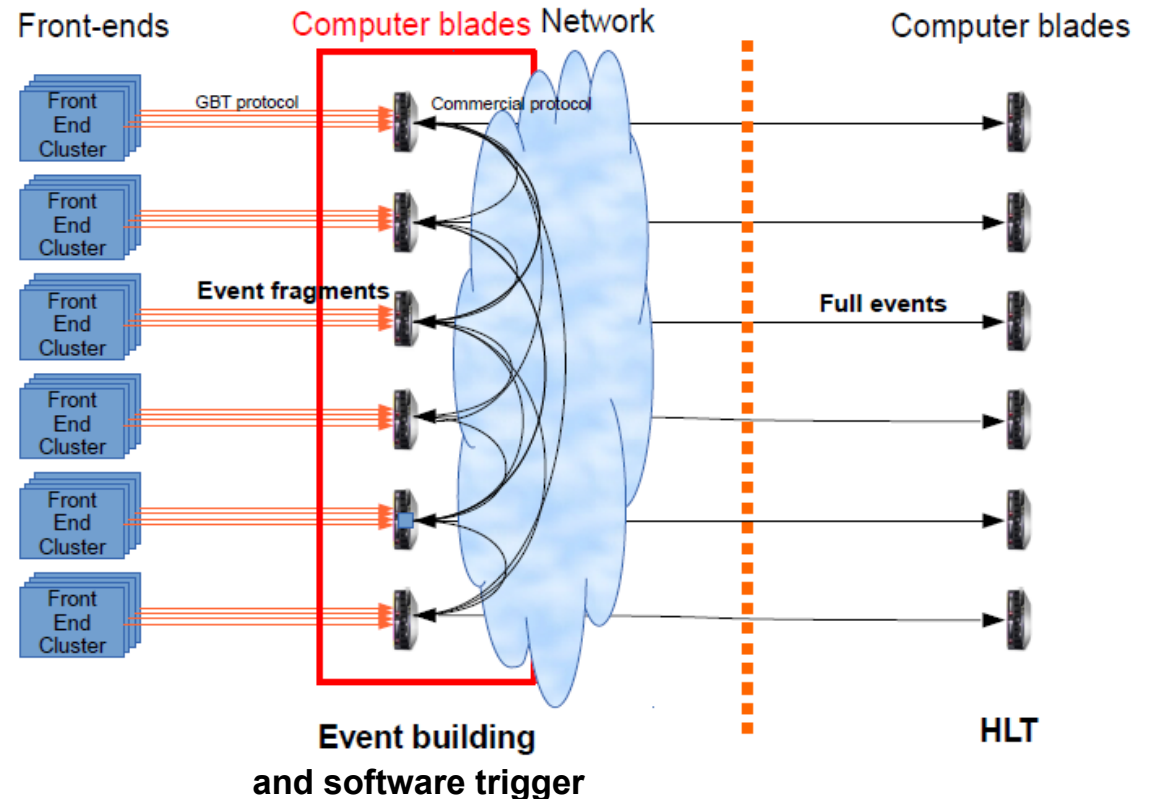 Front-ends
Computer blades
Network
Computer blades
Front
End
Cluster
GBT protocol
Commercial protocol
Front
End
Cluster
Front
End
Cluster
Event fragments
Full events
Front
End
Cluster
Front
End
Cluster
Front
End
Cluster
Event building
and software trigger
HLT